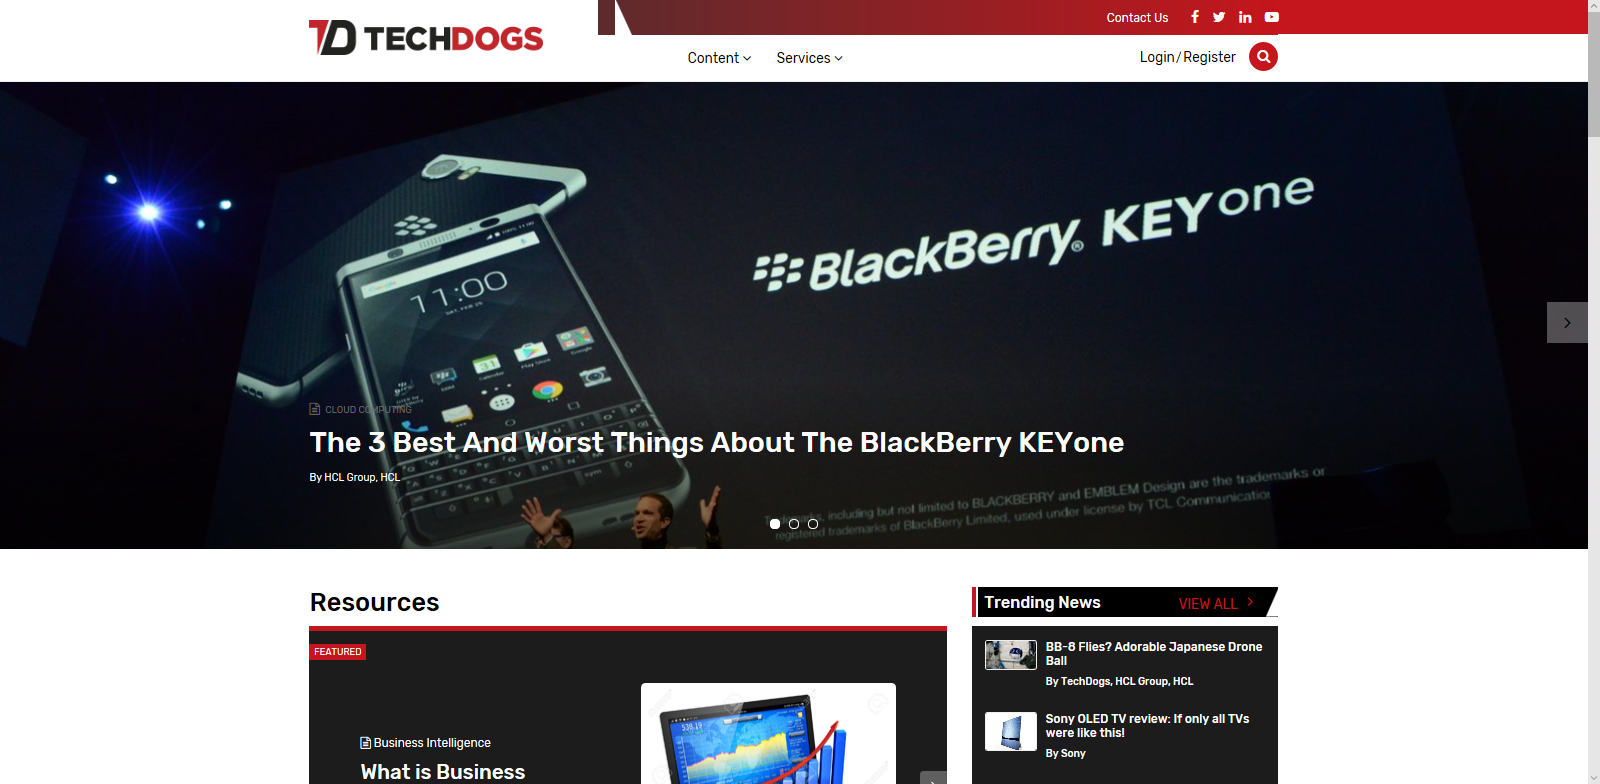 TECHDOGS
Contact Us
Content
Services
Login/Register
BlackBerry® KEYone
11:00
CLOUD COMPUTING
The 3 Best And Worst Things About The BlackBerry KEYone
By HCL Group, HCL
Trademarks, including but not limited to BLACKBERRY and EMBLEM Design are the trademarks or
registered trademarks of BlackBerry Limited, used under license by TCL Communication
Resources
FEATURED
Business Intelligence
What is Business
Trending News
VIEW ALL
BB-8 Flies? Adorable Japanese Drone
Ball
By TechDogs, HCL Group, HCL
Sony OLED TV review: If only all TVs
were like this!
By Sony